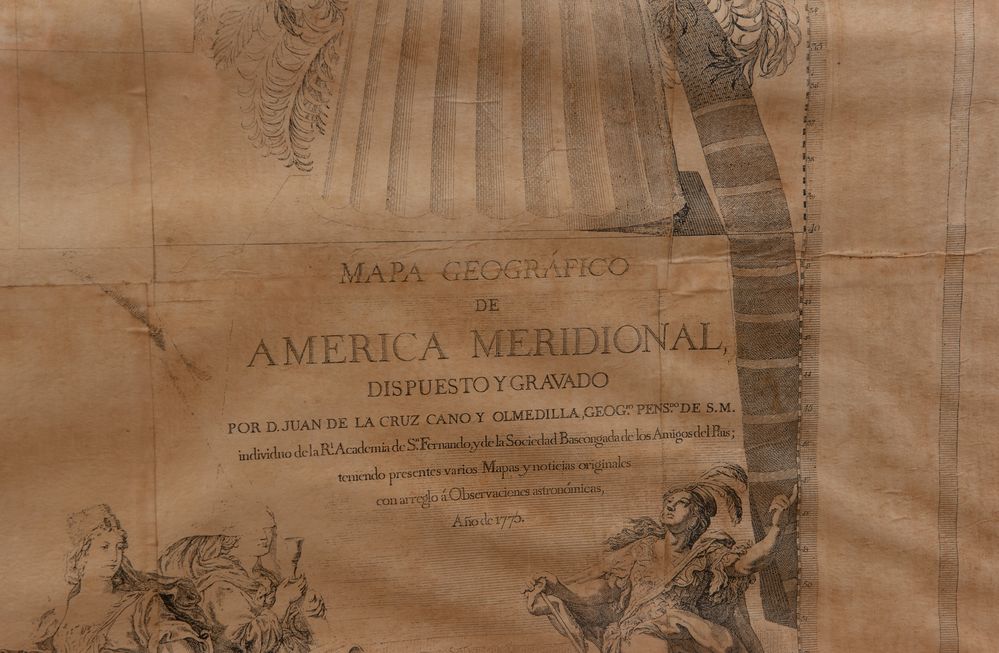 MAPA GEOGRÁFICO
DE
AMERICA MERIDIONAL,
DISPUESTO Y GRAVADO
POR D. JUAN DE LA CRUZ CANO Y OLMEDILLA, GEOG.ᶠᵒ PENS.ᵈᵒ DE S.M.
individuo de la R.ˡ Academia de S.ⁿ Fernando, y de la Sociedad Bascongada de los Amigos del Pais;
teniendo presentes varios Mapas y noticias originales
con arreglo á Observaciones astronómicas,
Año de 1775.
40